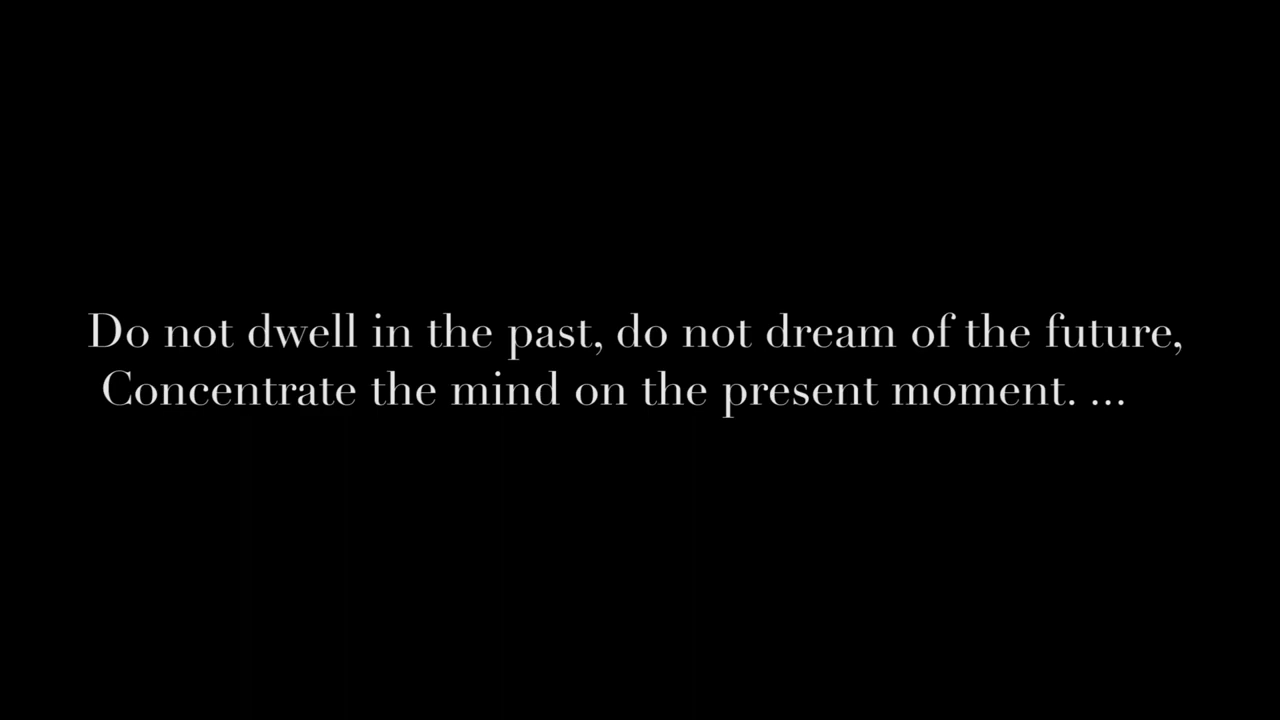 Do not dwell in the past, do not dream of the future,
Concentrate the mind on the present moment. ...